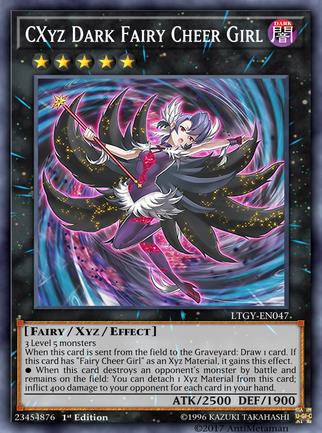 CXyz Dark Fairy Cheer Girl
DARK
闇
LTGY-EN047
[Fairy / Xyz / Effect]
3 Level 5 monsters
When this card is sent from the field to the Graveyard: Draw 1 card. If
this card has "Fairy Cheer Girl" as an Xyz Material, it gains this effect.
● When this card destroys an opponent's monster by battle and
remains on the field: You can detach 1 Xyz Material from this card;
inflict 400 damage to your opponent for each card in your hand.
ATK/2500 DEF/1900
23454876 1st Edition ©1996 KAZUKI TAKAHASHI
©2017 AntiMetaman